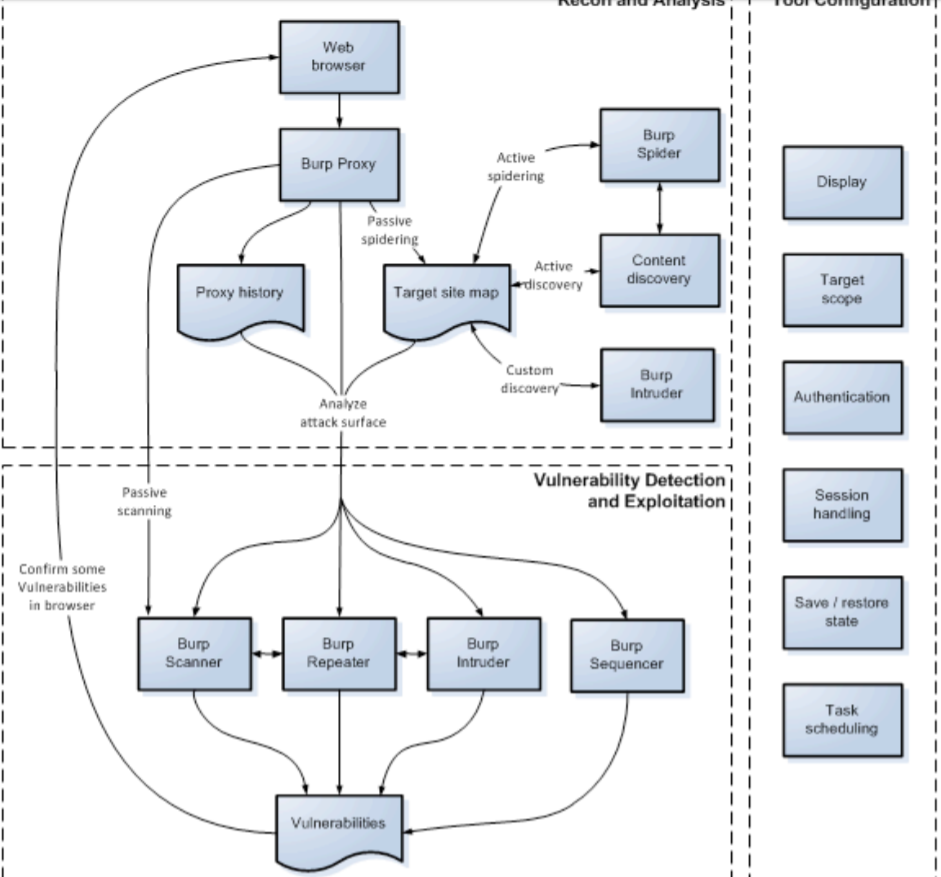 Recon and Analysis
Tool Configuration
Web
browser
Burp Proxy
Passive
spidering
Active
spidering
Burp
Spider
Proxy history
Target site map
Active
discovery
Content
discovery
Custom
discovery
Burp
Intruder
Analyze
attack surface
Vulnerability Detection
and Exploitation
Passive
scanning
Confirm some
Vulnerabilities
in browser
Burp
Scanner
Burp
Repeater
Burp
Intruder
Burp
Sequencer
Vulnerabilities
Display
Target
scope
Authentication
Session
handling
Save / restore
state
Task
scheduling